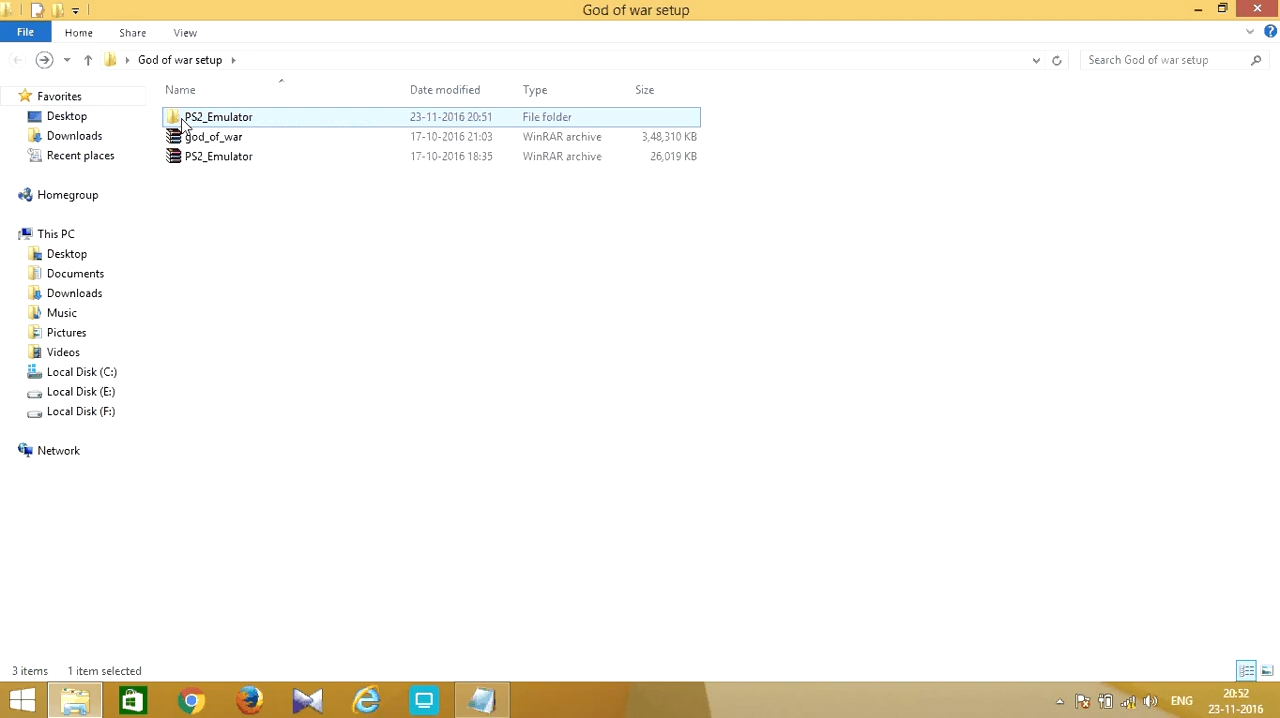 God of war setup
File Home Share View
God of war setup
Search God of war setup
Name Date modified Type Size
Favorites
PS2_Emulator 23-11-2016 20:51 File folder
Desktop
god_of_war 17-10-2016 21:03 WinRAR archive 3,48,310 KB
Downloads
PS2_Emulator 17-10-2016 18:35 WinRAR archive 26,019 KB
Recent places
Homegroup
This PC
Desktop
Documents
Downloads
Music
Pictures
Videos
Local Disk (C:)
Local Disk (E:)
Local Disk (F:)
Network
3 items 1 item selected
ENG
20:52
23-11-2016